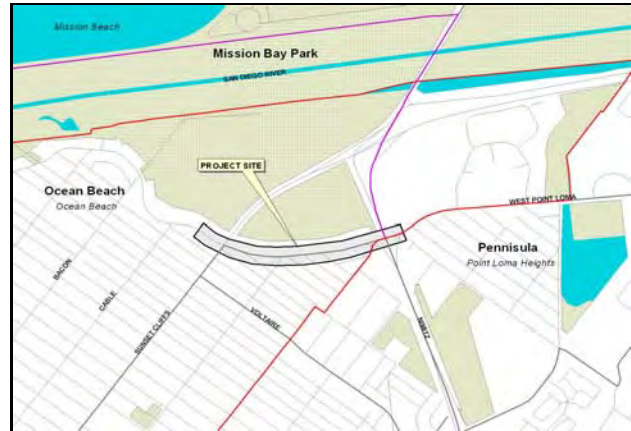 Mission Beach
Mission Bay Park
SAN DIEGO RIVER
PROJECT SITE
Ocean Beach
Ocean Beach
WEST POINT LOMA
Pennisula
Point Loma Heights
BACON
CABLE
SUNSET CLIFFS
VOLTAIRE
NIMITZ